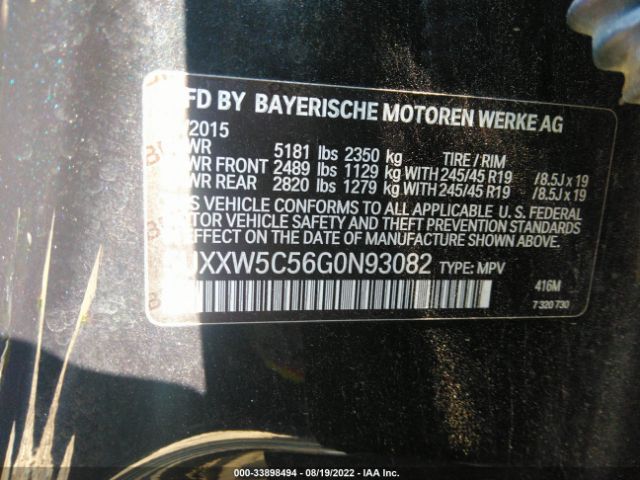 MFD BY BAYERISCHE MOTOREN WERKE AG
/2015
WR 5181 lbs 2350 kg TIRE / RIM
WR FRONT 2489 lbs 1129 kg WITH 245/45 R19 /8.5J x 19
WR REAR 2820 lbs 1279 kg WITH 245/45 R19 /8.5J x 19
IS VEHICLE CONFORMS TO ALL APPLICABLE U. S. FEDERAL
TOR VEHICLE SAFETY AND THEFT PREVENTION STANDARDS
EFFECT ON THE DATE OF MANUFACTURE SHOWN ABOVE.
UXXW5C56G0N93082 TYPE: MPV
416M
7 320 730
000-33898494 - 08/19/2022 - IAA Inc.